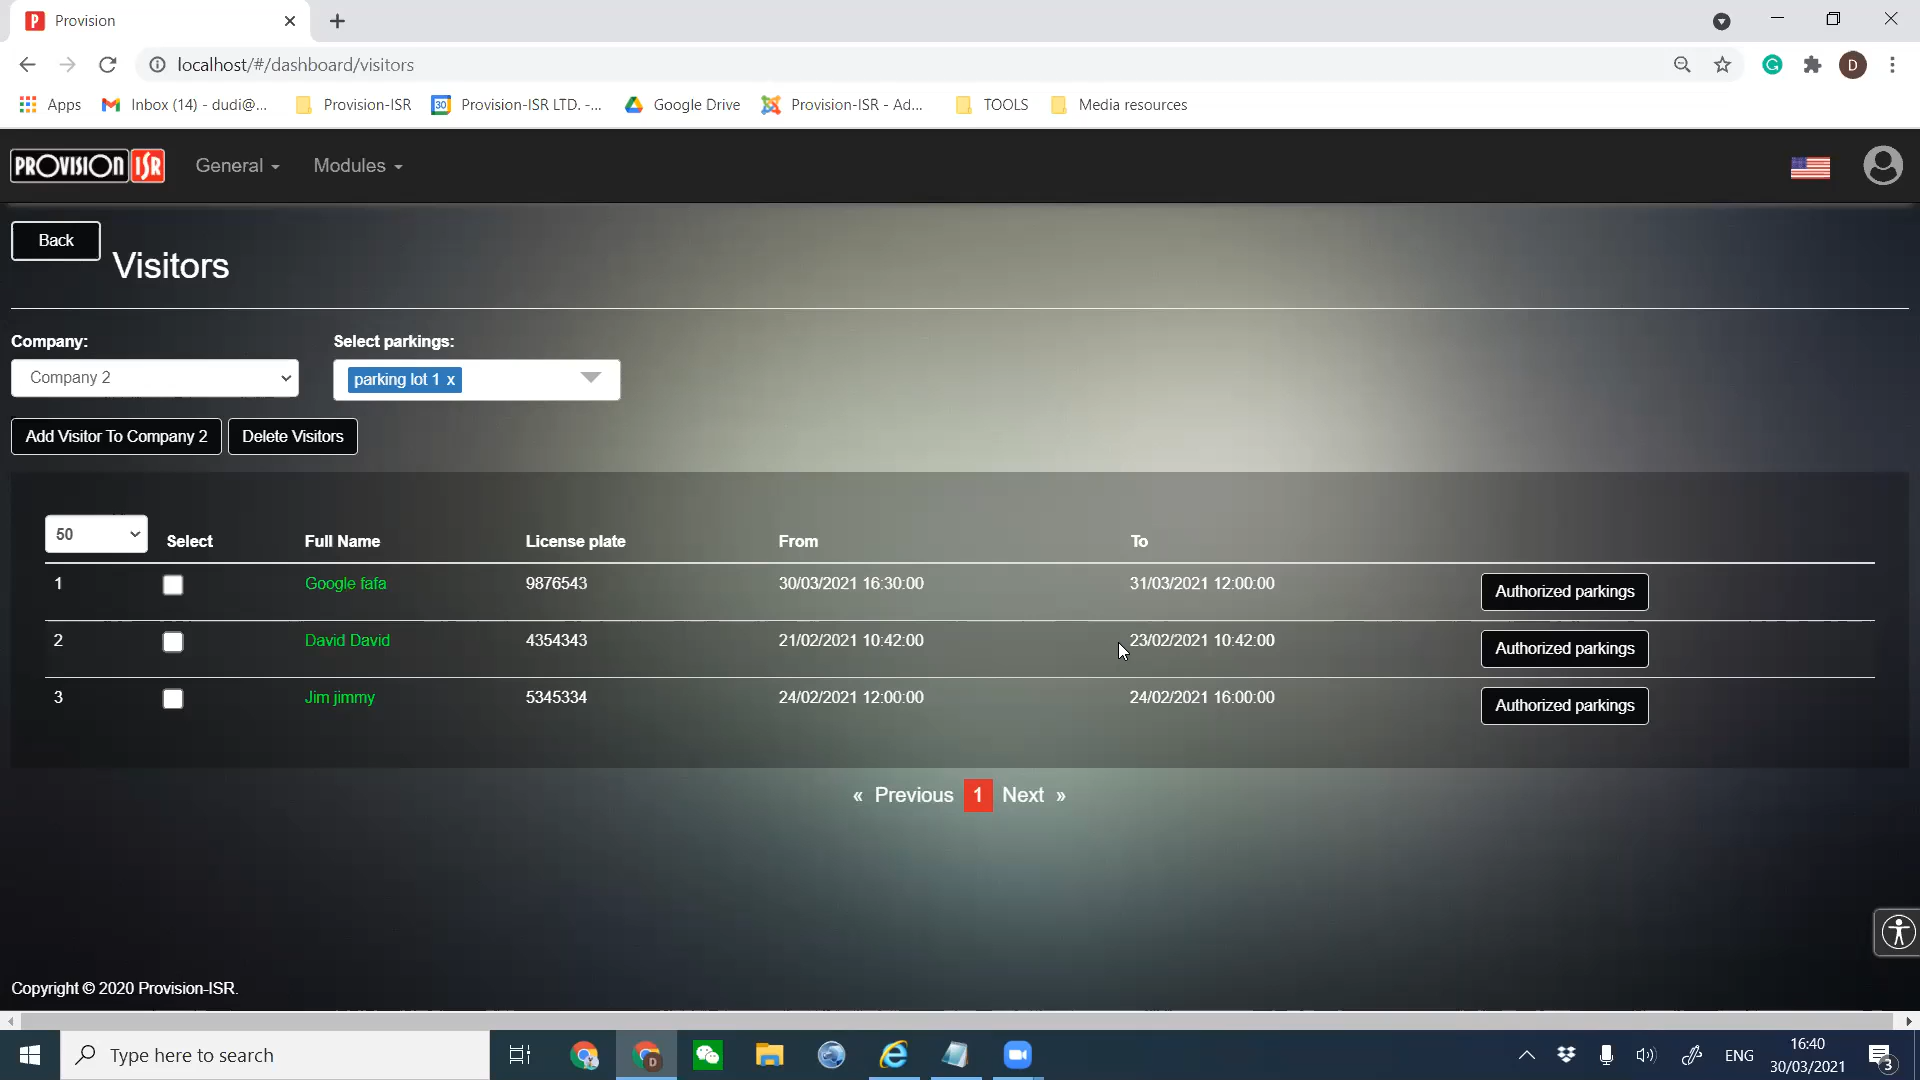 Provision
localhost/#/dashboard/visitors
D
Apps
Inbox (14) - dudi@...
Provision-ISR
Provision-ISR LTD. -...
Google Drive
Provision-ISR - Ad...
TOOLS
Media resources
PROVISION ISR
General
Modules
Back
Visitors
Company:
Select parkings:
Company 2
parking lot 1 x
Add Visitor To Company 2
Delete Visitors
50 Select Full Name License plate From To
1 Google fafa 9876543 30/03/2021 16:30:00 31/03/2021 12:00:00 Authorized parkings
2 David David 4354343 21/02/2021 10:42:00 23/02/2021 10:42:00 Authorized parkings
3 Jim jimmy 5345334 24/02/2021 12:00:00 24/02/2021 16:00:00 Authorized parkings
« Previous 1 Next »
Copyright © 2020 Provision-ISR.
Type here to search
ENG
16:40
30/03/2021
3